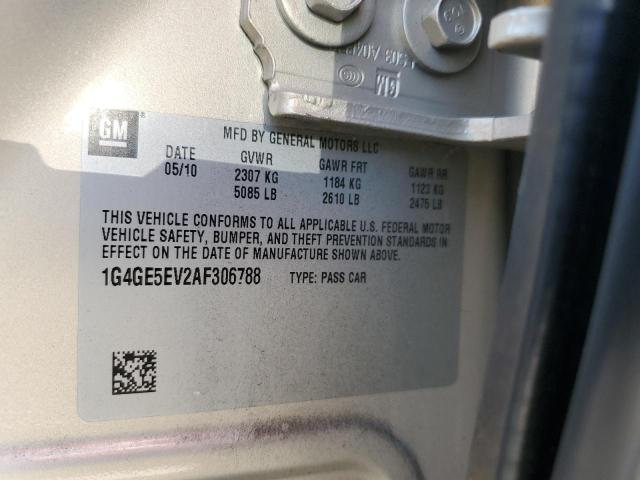 GM
GM
MFD BY GENERAL MOTORS LLC
DATE GVWR GAWR FRT GAWR RR
05/10 2307 KG 1184 KG 1123 KG
5085 LB 2610 LB 2475 LB
THIS VEHICLE CONFORMS TO ALL APPLICABLE U.S. FEDERAL MOTOR
VEHICLE SAFETY, BUMPER, AND THEFT PREVENTION STANDARDS IN
EFFECT ON THE DATE OF MANUFACTURE SHOWN ABOVE.
1G4GE5EV2AF306788 TYPE: PASS CAR